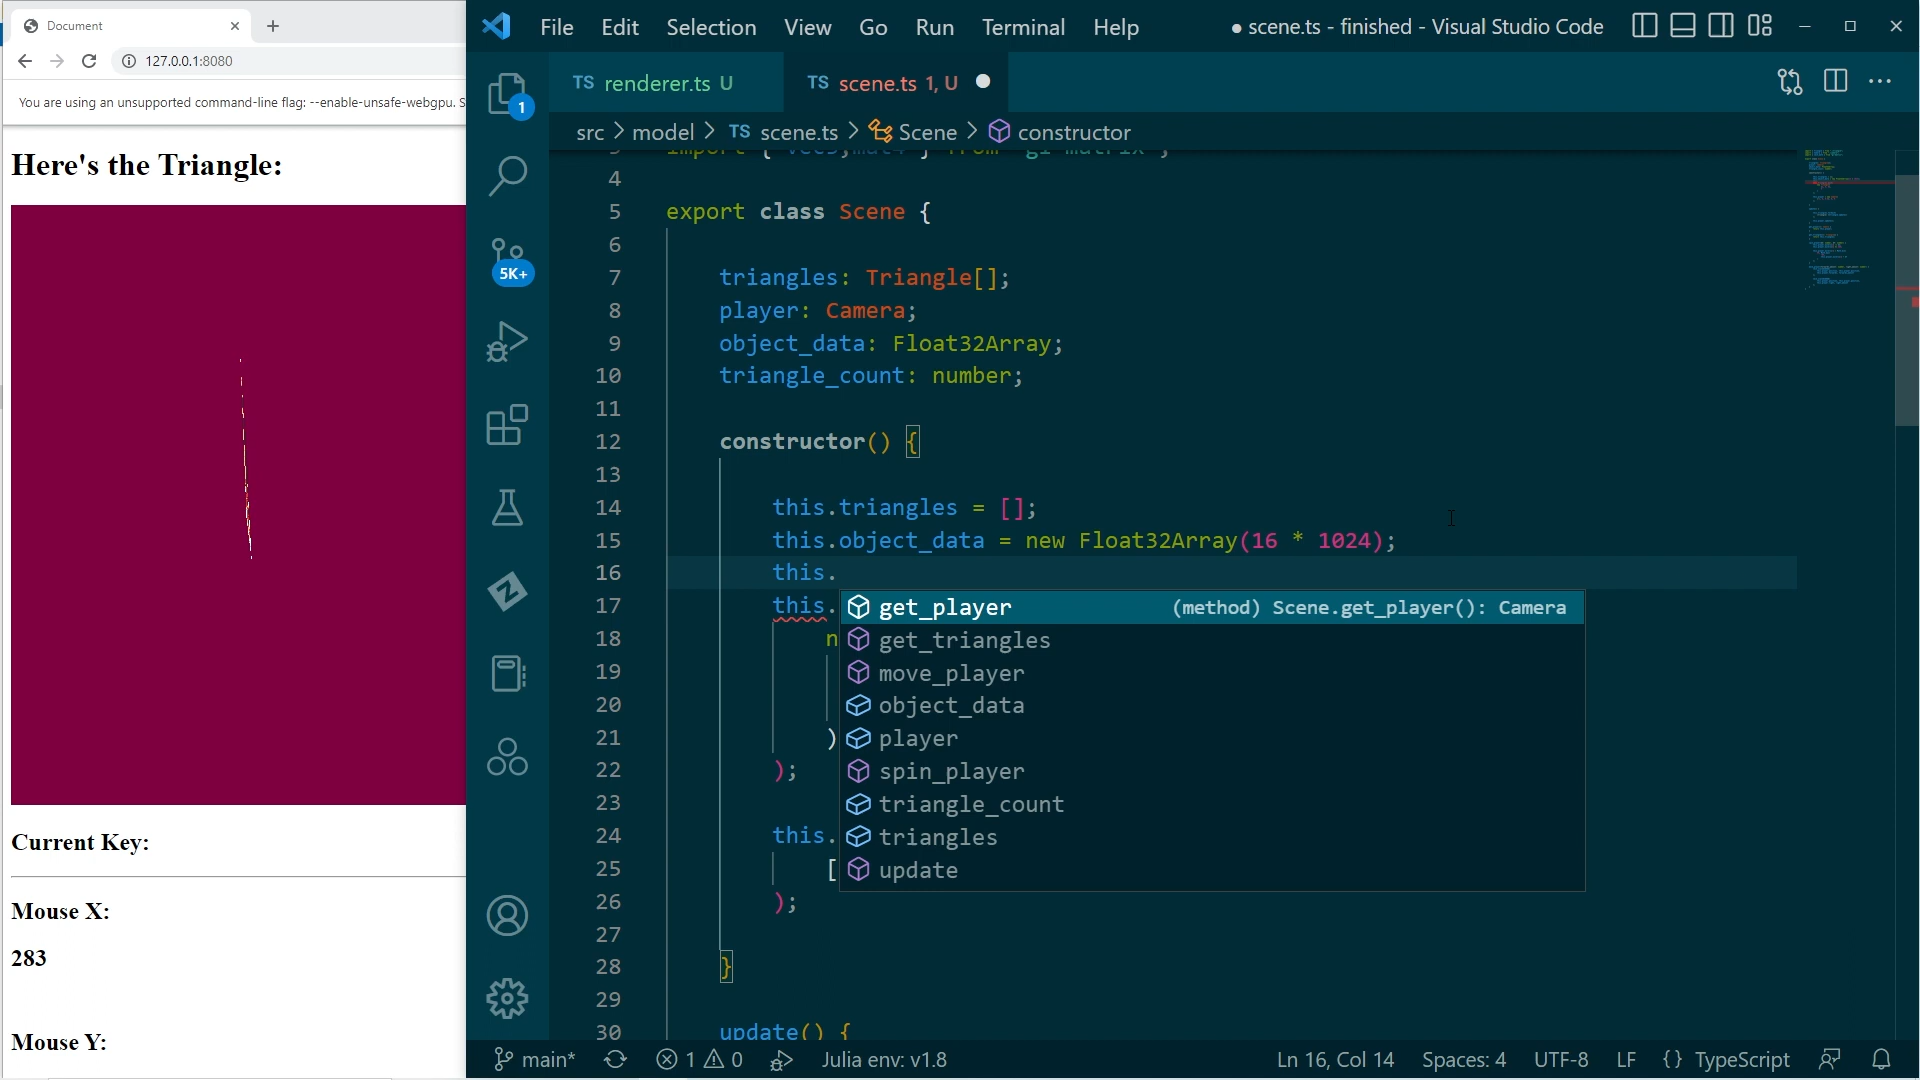 Document
127.0.0.1:8080
You are using an unsupported command-line flag: --enable-unsafe-webgpu. S
Here's the Triangle:
Current Key:
Mouse X:
283
Mouse Y:
File Edit Selection View Go Run Terminal Help
● scene.ts - finished - Visual Studio Code
TS renderer.ts U
TS scene.ts 1, U
src > model > TS scene.ts > Scene > constructor
1
5K+
4
5 export class Scene {
6
7 triangles: Triangle[];
8 player: Camera;
9 object_data: Float32Array;
10 triangle_count: number;
11
12 constructor() {
13
14 this.triangles = [];
15 this.object_data = new Float32Array(16 * 1024);
16 this.
17 this.
18 n
19
20
21 )
22 );
23
24 this.
25 [
26 );
27
28 }
29
30 update() {
get_player (method) Scene.get_player(): Camera
get_triangles
move_player
object_data
player
spin_player
triangle_count
triangles
update
main* 1 0 Julia env: v1.8
Ln 16, Col 14 Spaces: 4 UTF-8 LF {} TypeScript